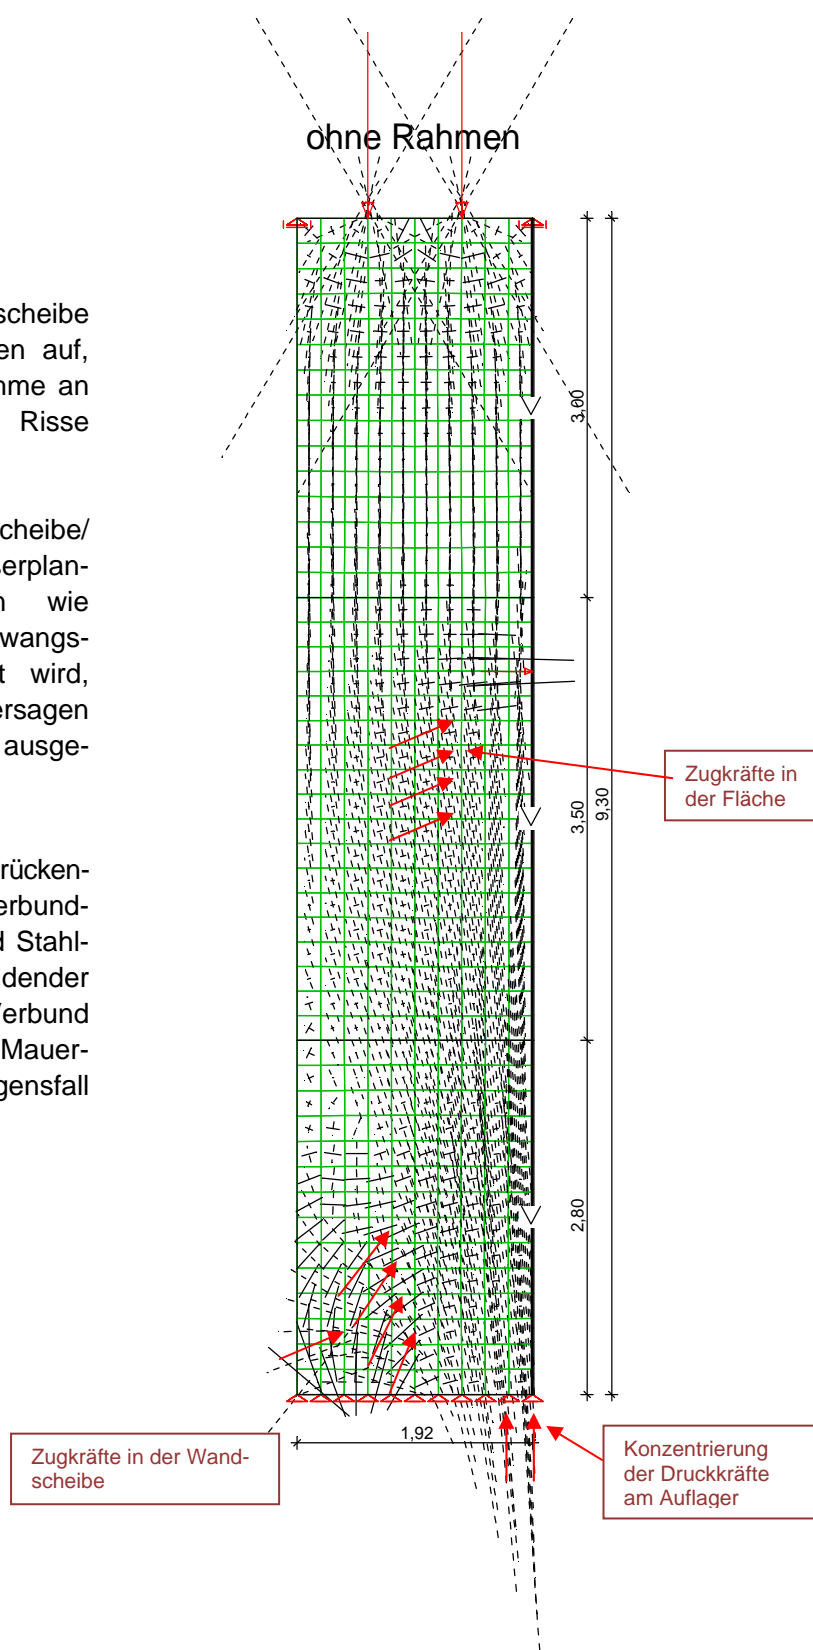 ohne Rahmen
scheibe
en auf,
hme an
Risse
cheibe/
serplan-
n wie
wangs-
t wird,
ersagen
ausge-
rücken-
erbund-
d Stahl-
dender
Verbund
Mauer-
gensfall
3,00
3,50
9,30
2,80
Zugkräfte in
der Fläche
1,92
Zugkräfte in der Wand-
scheibe
Konzentrierung
der Druckkräfte
am Auflager